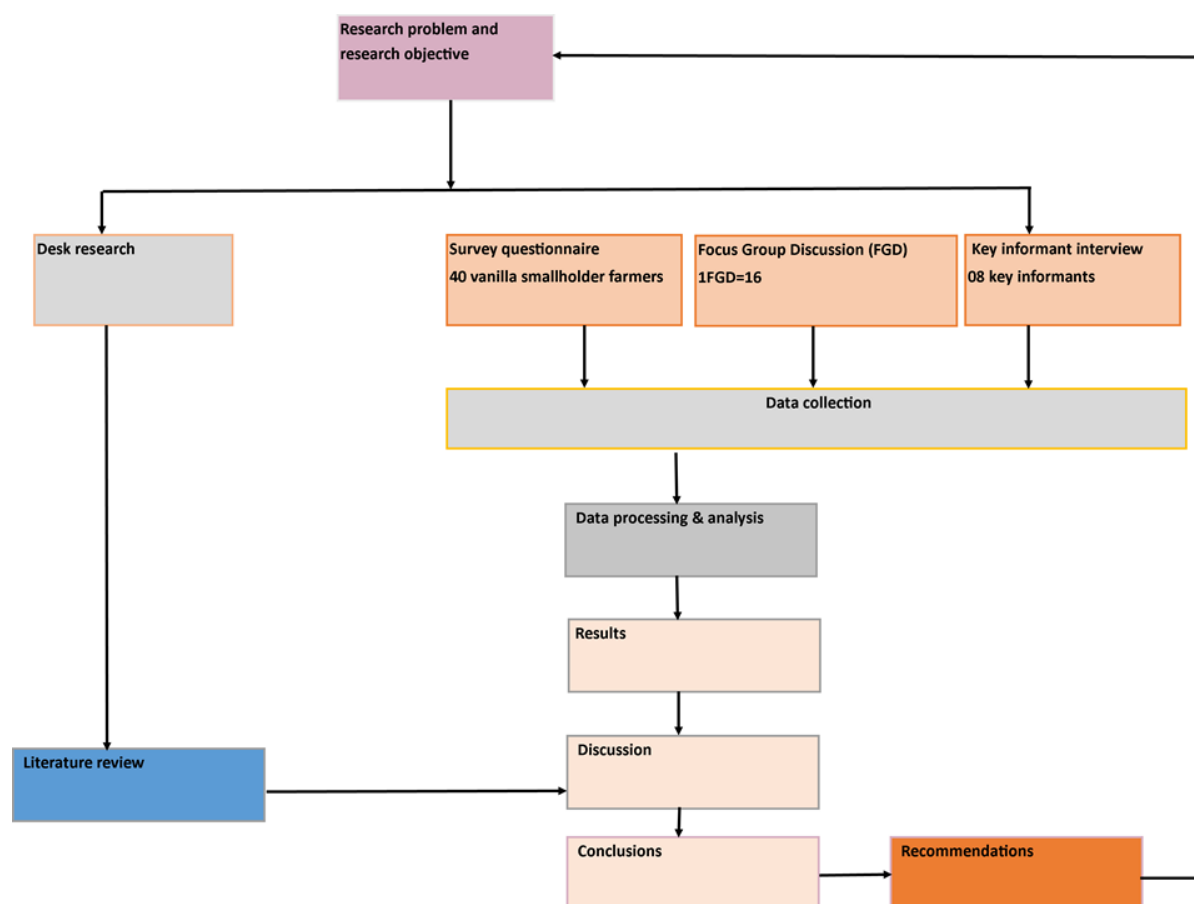 Research problem and
research objective
Desk research
Survey questionnaire
40 vanilla smallholder farmers
Focus Group Discussion (FGD)
1FGD=16
Key informant interview
08 key informants
Data collection
Data processing & analysis
Results
Literature review
Discussion
Conclusions
Recommendations